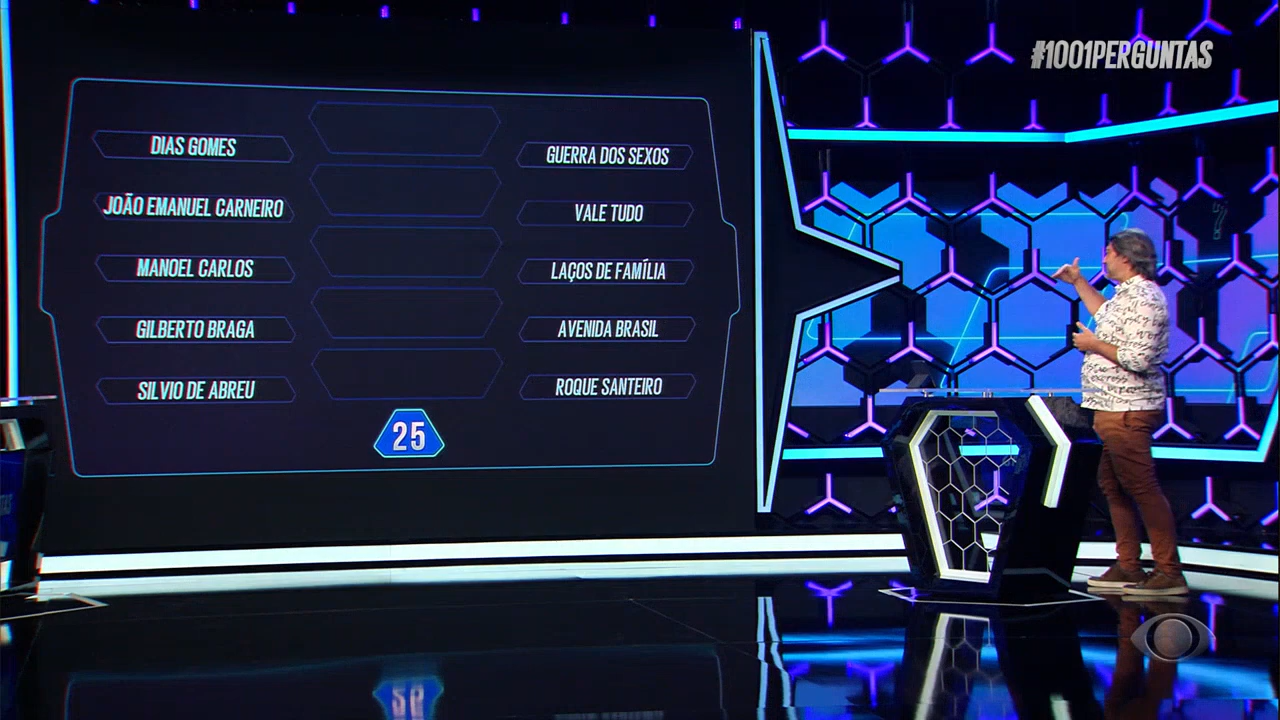 #1001PERGUNTAS
DIAS GOMES
GUERRA DOS SEXOS
JOÃO EMANUEL CARNEIRO
VALE TUDO
MANOEL CARLOS
LAÇOS DE FAMÍLIA
GILBERTO BRAGA
AVENIDA BRASIL
SILVIO DE ABREU
ROQUE SANTEIRO
25